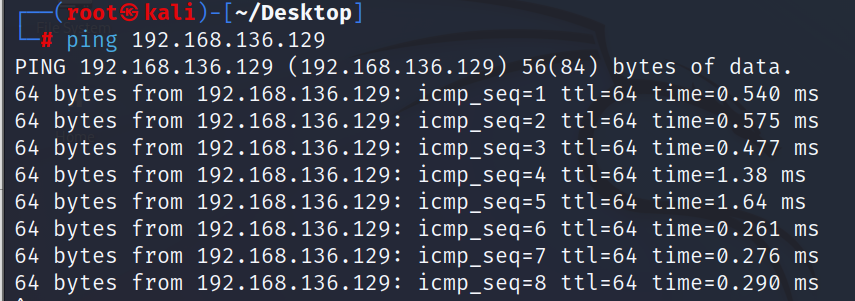 ┌──(root㉿kali)-[~/Desktop]
└─# ping 192.168.136.129
PING 192.168.136.129 (192.168.136.129) 56(84) bytes of data.
64 bytes from 192.168.136.129: icmp_seq=1 ttl=64 time=0.540 ms
64 bytes from 192.168.136.129: icmp_seq=2 ttl=64 time=0.575 ms
64 bytes from 192.168.136.129: icmp_seq=3 ttl=64 time=0.477 ms
64 bytes from 192.168.136.129: icmp_seq=4 ttl=64 time=1.38 ms
64 bytes from 192.168.136.129: icmp_seq=5 ttl=64 time=1.64 ms
64 bytes from 192.168.136.129: icmp_seq=6 ttl=64 time=0.261 ms
64 bytes from 192.168.136.129: icmp_seq=7 ttl=64 time=0.276 ms
64 bytes from 192.168.136.129: icmp_seq=8 ttl=64 time=0.290 ms